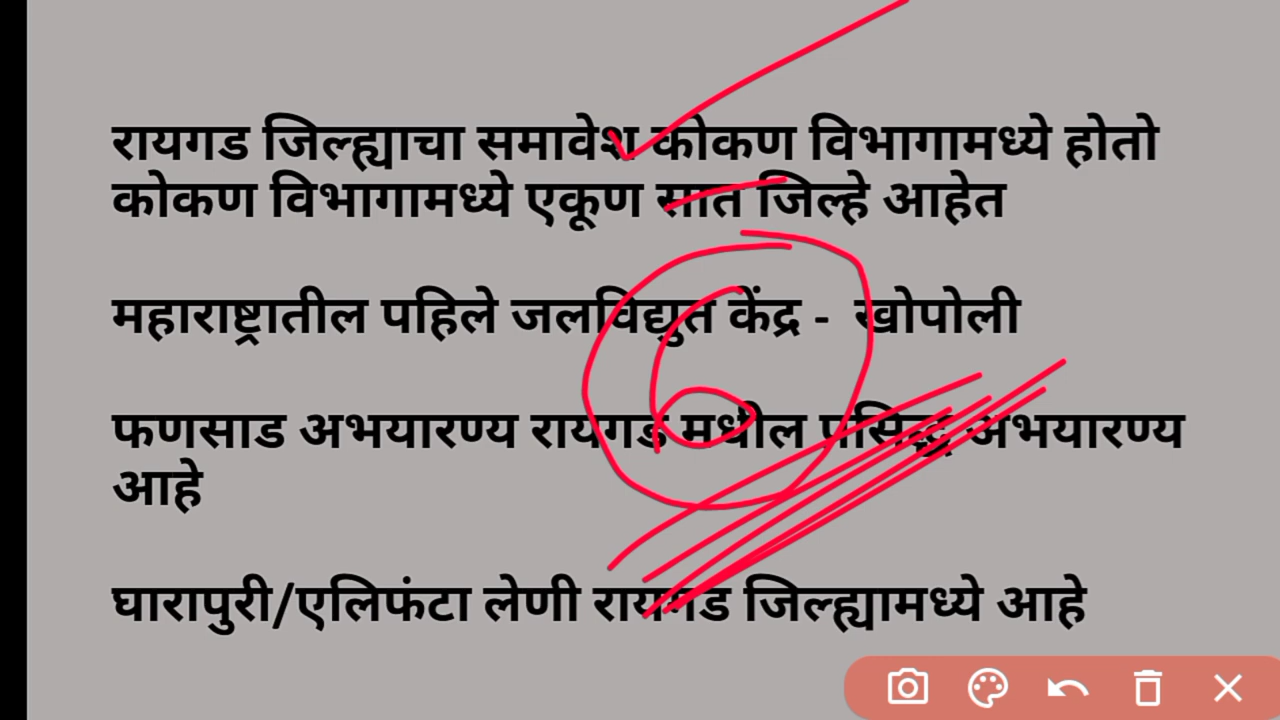 रायगड जिल्ह्याचा समावेश कोकण विभागामध्ये होतो
कोकण विभागामध्ये एकूण सात जिल्हे आहेत
महाराष्ट्रातील पहिले जलविद्युत केंद्र - खोपोली
फणसाड अभयारण्य रायगड मधील प्रसिद्ध अभयारण्य
आहे
घारापुरी/एलिफंटा लेणी रायगड जिल्ह्यामध्ये आहे